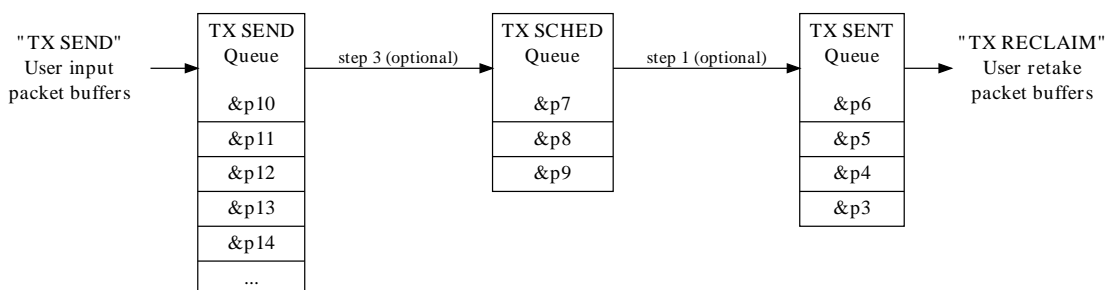 "TX SEND"
User input
packet buffers
TX SEND
Queue
&p10
&p11
&p12
&p13
&p14
...
step 3 (optional)
TX SCHED
Queue
&p7
&p8
&p9
step 1 (optional)
TX SENT
Queue
&p6
&p5
&p4
&p3
"TX RECLAIM"
User retake
packet buffers